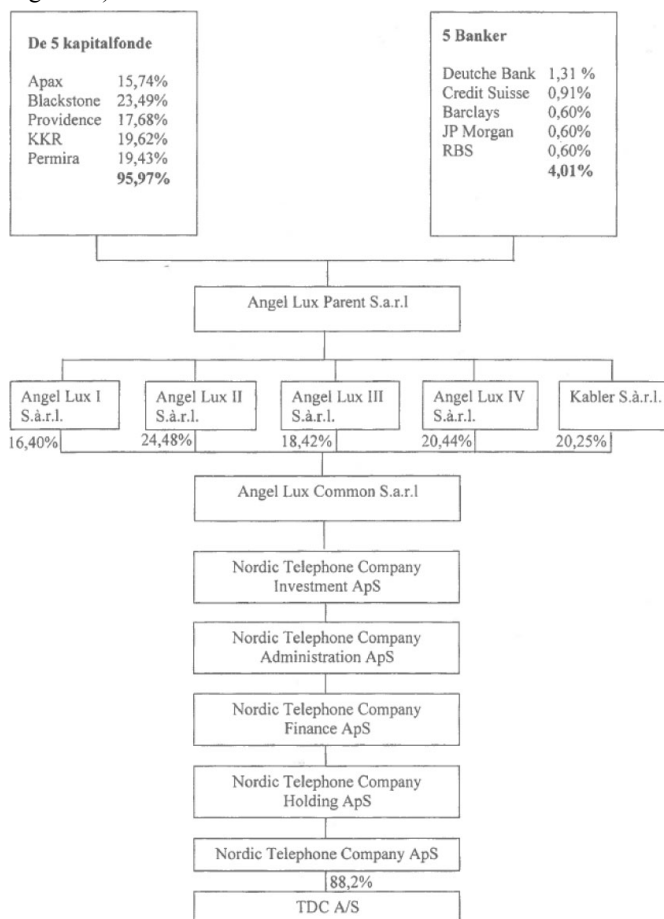 De 5 kapitalfonde
Apax 15,74%
Blackstone 23,49%
Providence 17,68%
KKR 19,62%
Permira 19,43%
95,97%
5 Banker
Deutche Bank 1,31 %
Credit Suisse 0,91%
Barclays 0,60%
JP Morgan 0,60%
RBS 0,60%
4,01%
Angel Lux Parent S.a.r.l
Angel Lux I
S.à.r.l.
Angel Lux II
S.à.r.l.
Angel Lux III
S.à.r.l.
Angel Lux IV
S.à.r.l.
Kabler S.à.r.l.
16,40%
24,48%
18,42%
20,44%
20,25%
Angel Lux Common S.a.r.l
Nordic Telephone Company
Investment ApS
Nordic Telephone Company
Administration ApS
Nordic Telephone Company
Finance ApS
Nordic Telephone Company
Holding ApS
Nordic Telephone Company ApS
88,2%
TDC A/S